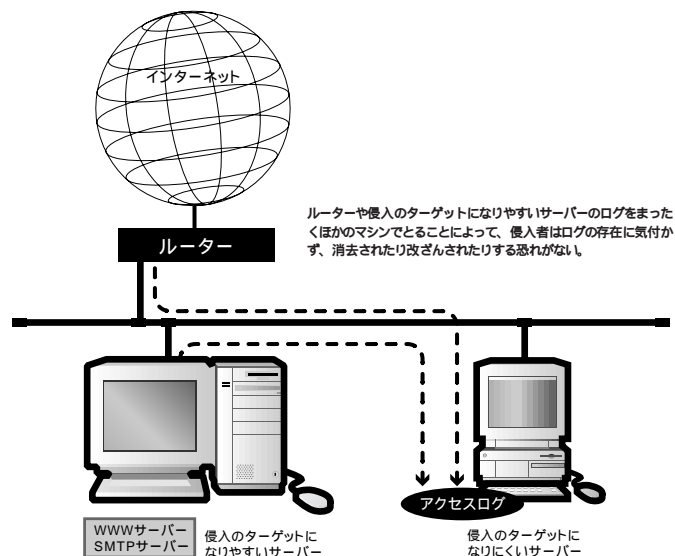 インターネット
ルーターや侵入のターゲットになりやすいサーバーのログをまった
くほかのマシンでとることによって、侵入者はログの存在に気付か
ず、消去されたり改ざんされたりする恐れがない。
ルーター
アクセスログ
WWWサーバー
SMTPサーバー
侵入のターゲットに
なりやすいサーバー
侵入のターゲットに
なりにくいサーバー